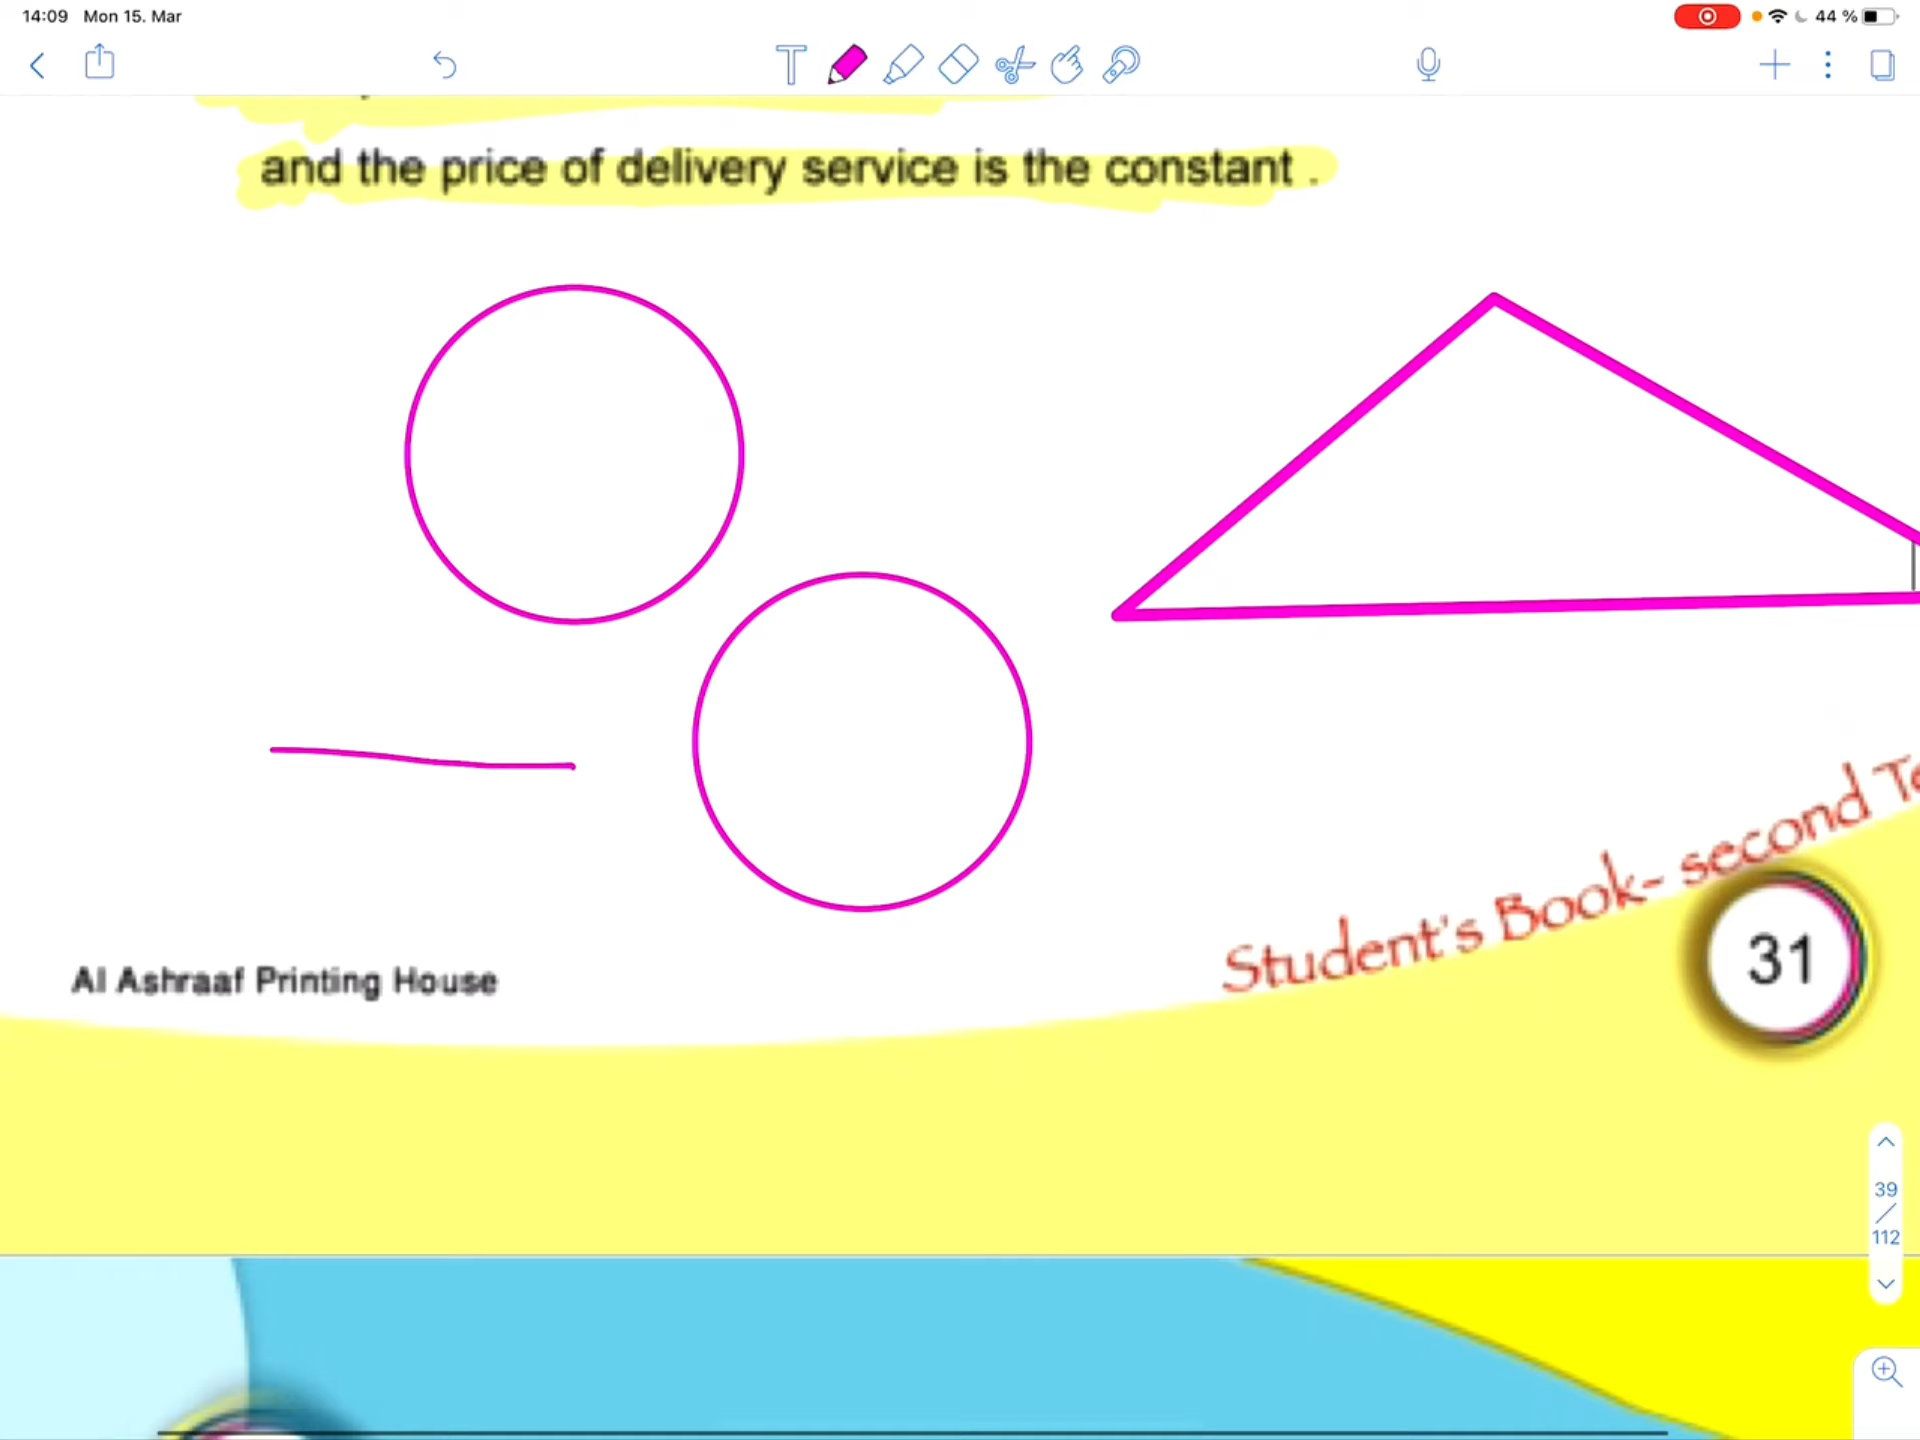 14:09 Mon 15. Mar
44 %
and the price of delivery service is the constant .
Student's Book- second Te
31
Al Ashraaf Printing House
39
112